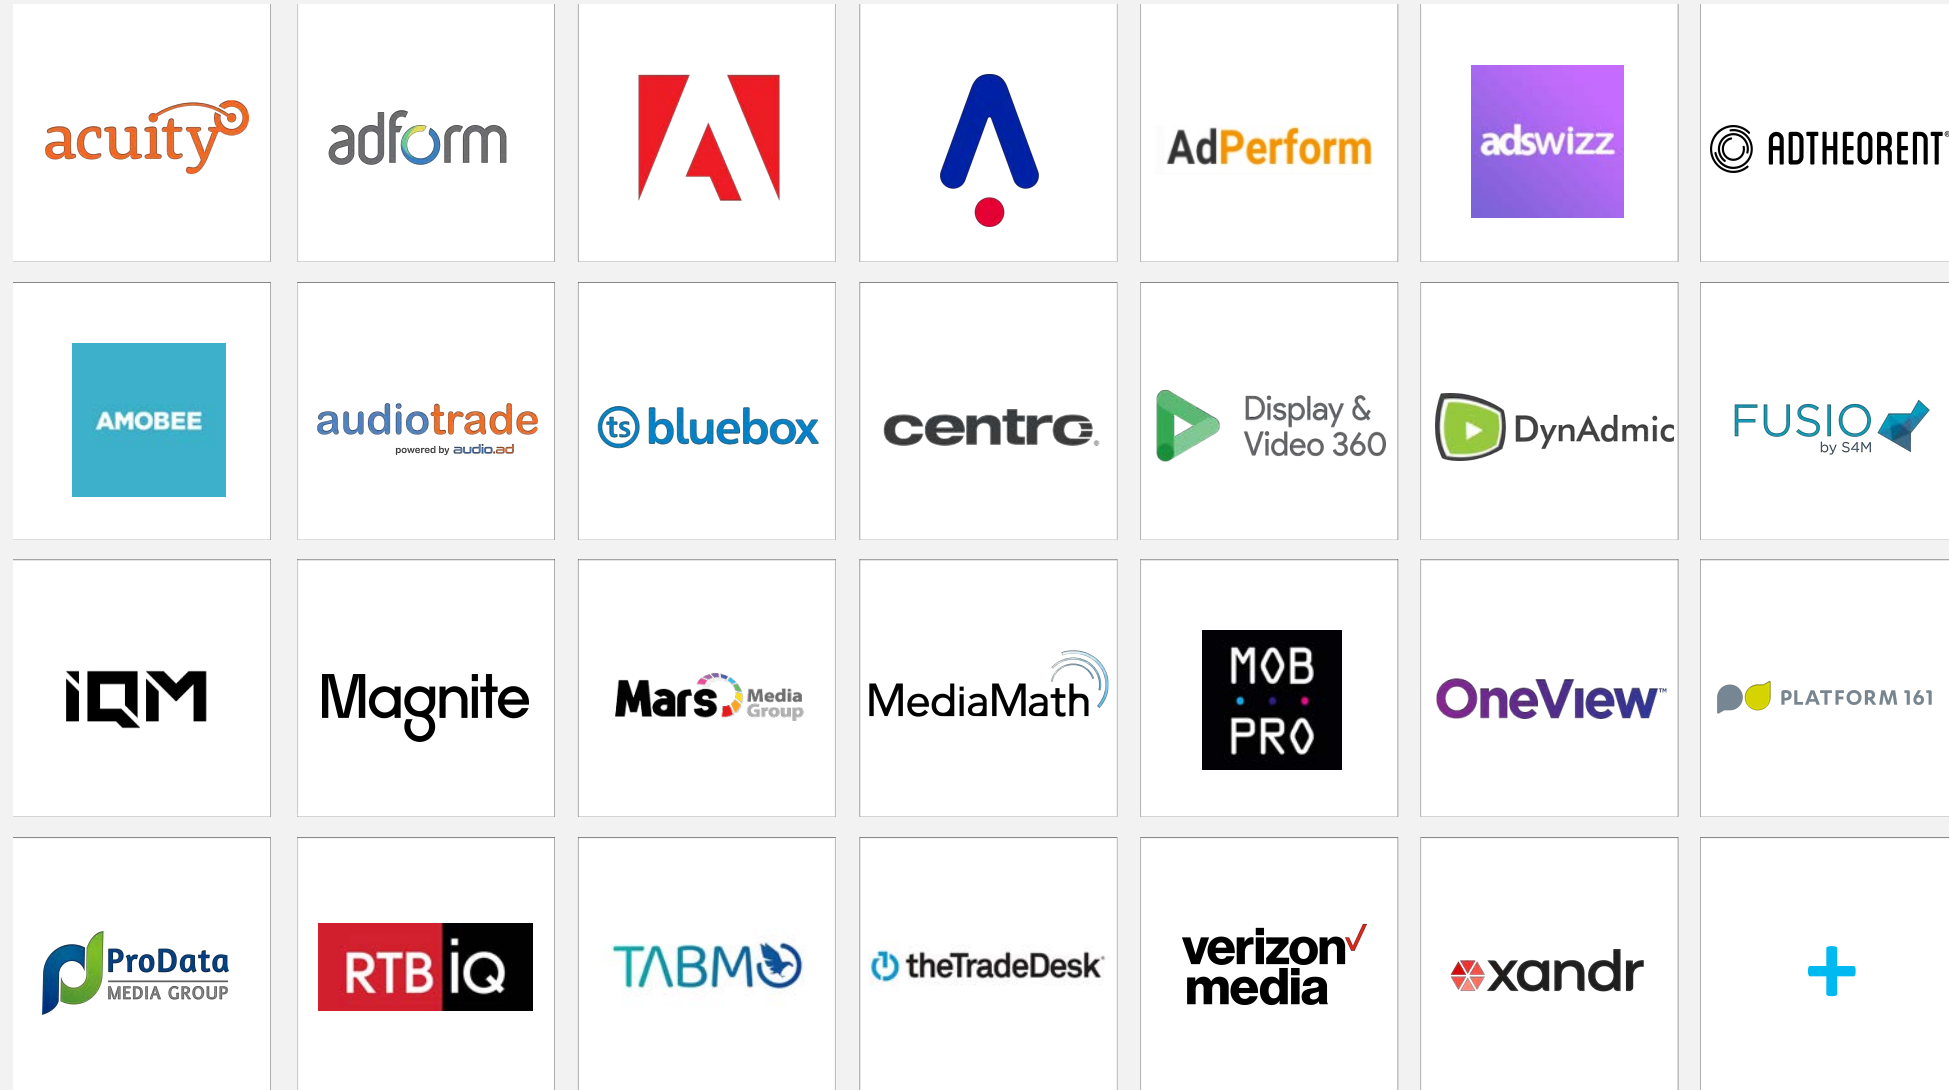 acuity
adform
AdPerform
adswizz
ADTHEORENT®
AMOBEE
audiotrade
powered by audio.ad
ts bluebox
centro®
Display &
Video 360
DynAdmic
FUSIO
by S4M
iQM
Magnite
Mars Media
Group
MediaMath
MOB
PRO
OneView™
PLATFORM 161
ProData
MEDIA GROUP
RTB iQ
TABMO
theTradeDesk
verizon
media
xandr